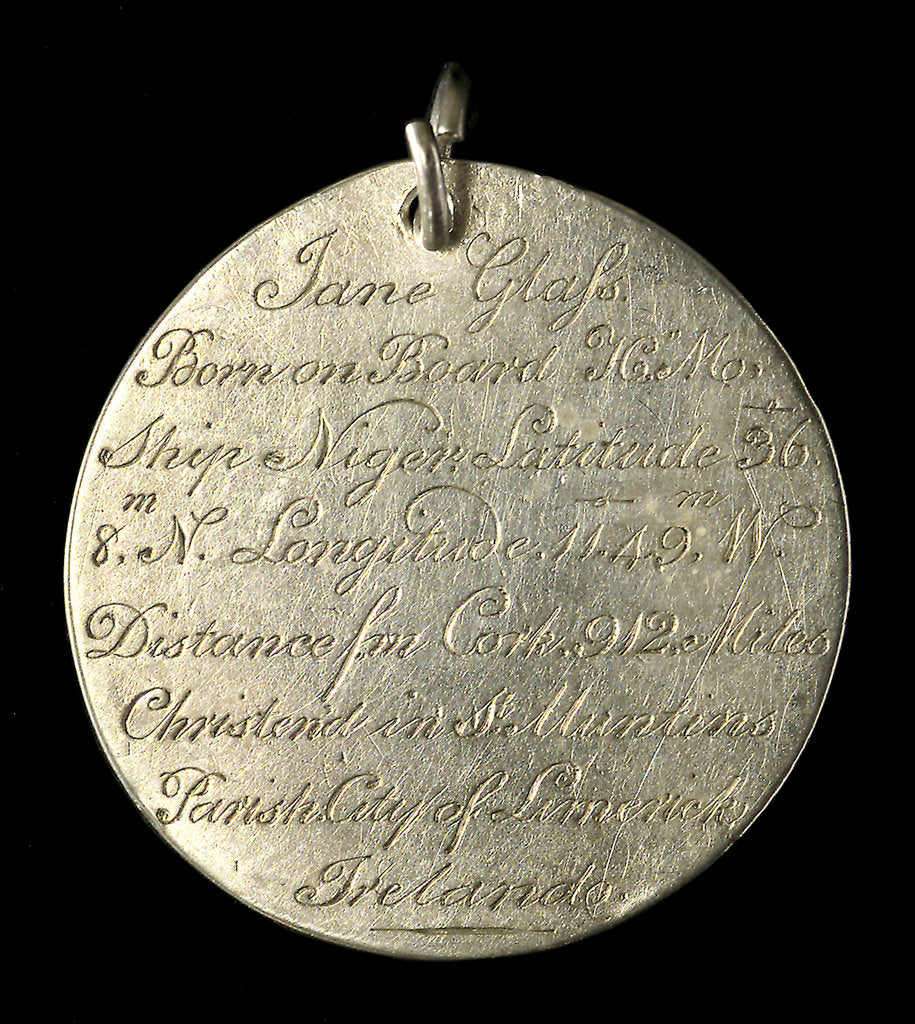 Jane Glaſs.
Born on Board H.M.s
Ship Niger. Latitude 36.
8.m N. Longitude. 11.49.m W.
Distance fm Cork. 912. Miles
Christend in St. Muntins
Parish. City of Limerick
Ireland.